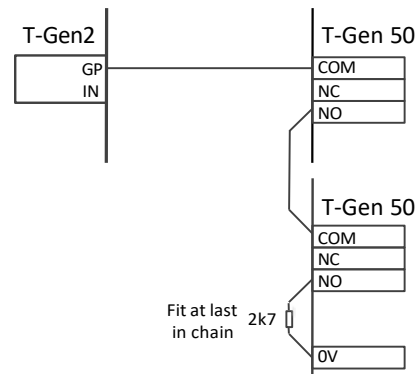 T-Gen2
T-Gen 50
GP
IN
COM
NC
NO
T-Gen 50
COM
NC
NO
Fit at last
in chain
2k7
0V